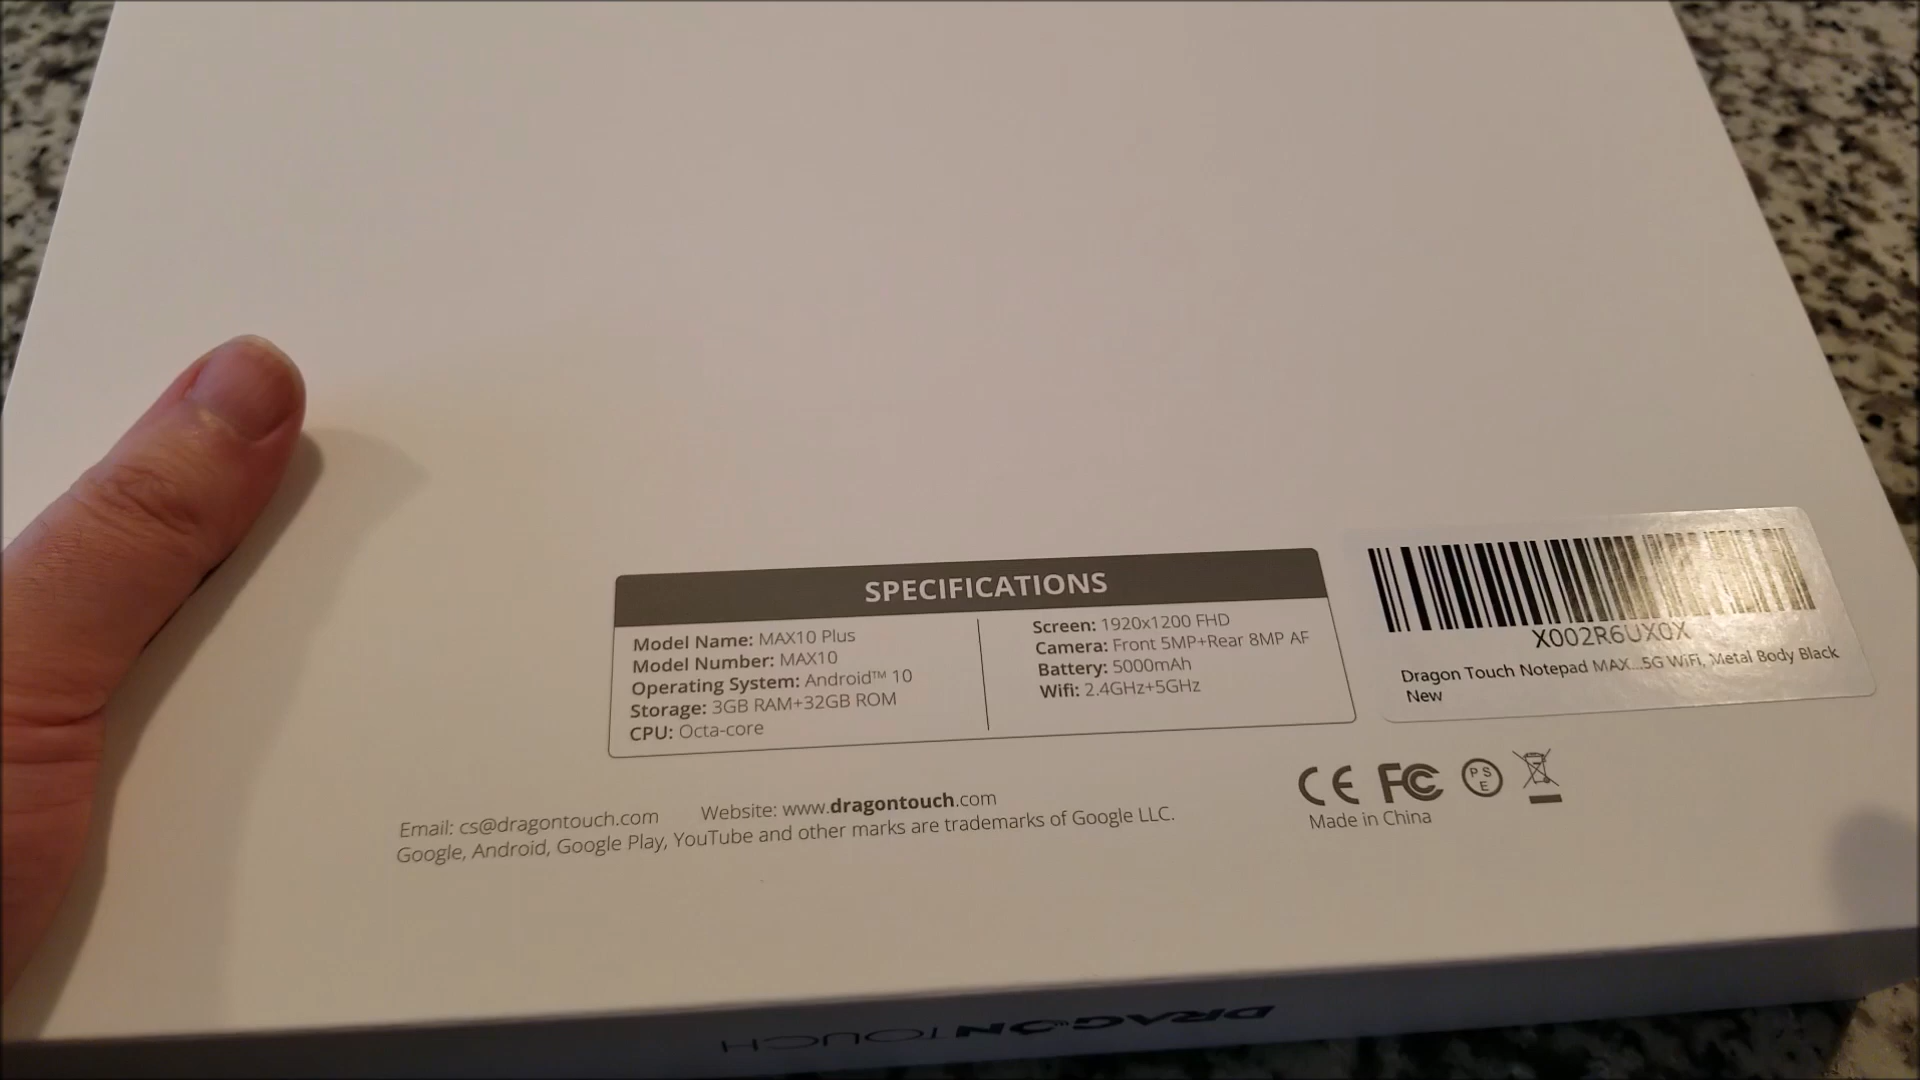 SPECIFICATIONS
Model Name: MAX10 Plus
Model Number: MAX10
Operating System: Android™ 10
Storage: 3GB RAM+32GB ROM
CPU: Octa-core
Screen: 1920x1200 FHD
Camera: Front 5MP+Rear 8MP AF
Battery: 5000mAh
Wifi: 2.4GHz+5GHz
X002R6UX0X
Dragon Touch Notepad MAX...5G WiFi, Metal Body Black
New
Email: cs@dragontouch.com Website: www.dragontouch.com
Google, Android, Google Play, YouTube and other marks are trademarks of Google LLC.
CE FC PSE
Made in China
DRAGONTOUCH